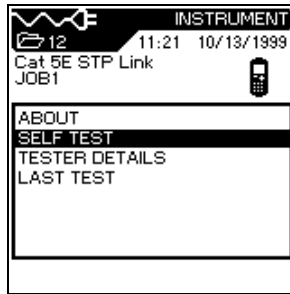 INSTRUMENT
12 11:21 10/13/1999
Cat 5E STP Link
JOB1
ABOUT
SELF TEST
TESTER DETAILS
LAST TEST